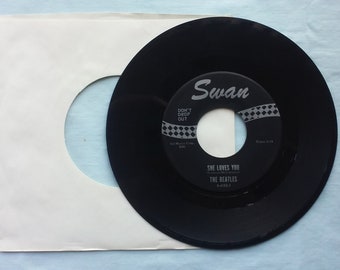 Swan
DON'T
DROP
OUT
SHE LOVES YOU
THE BEATLES